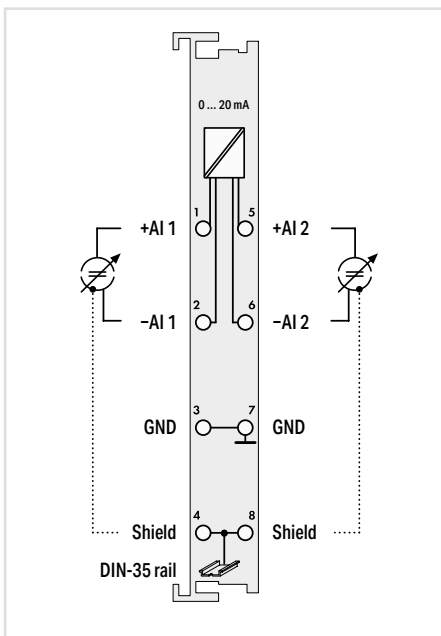 0 ... 20 mA
1 5
+AI 1 +AI 2
2 6
−AI 1 −AI 2
3 7
GND GND
4 8
Shield Shield
DIN-35 rail